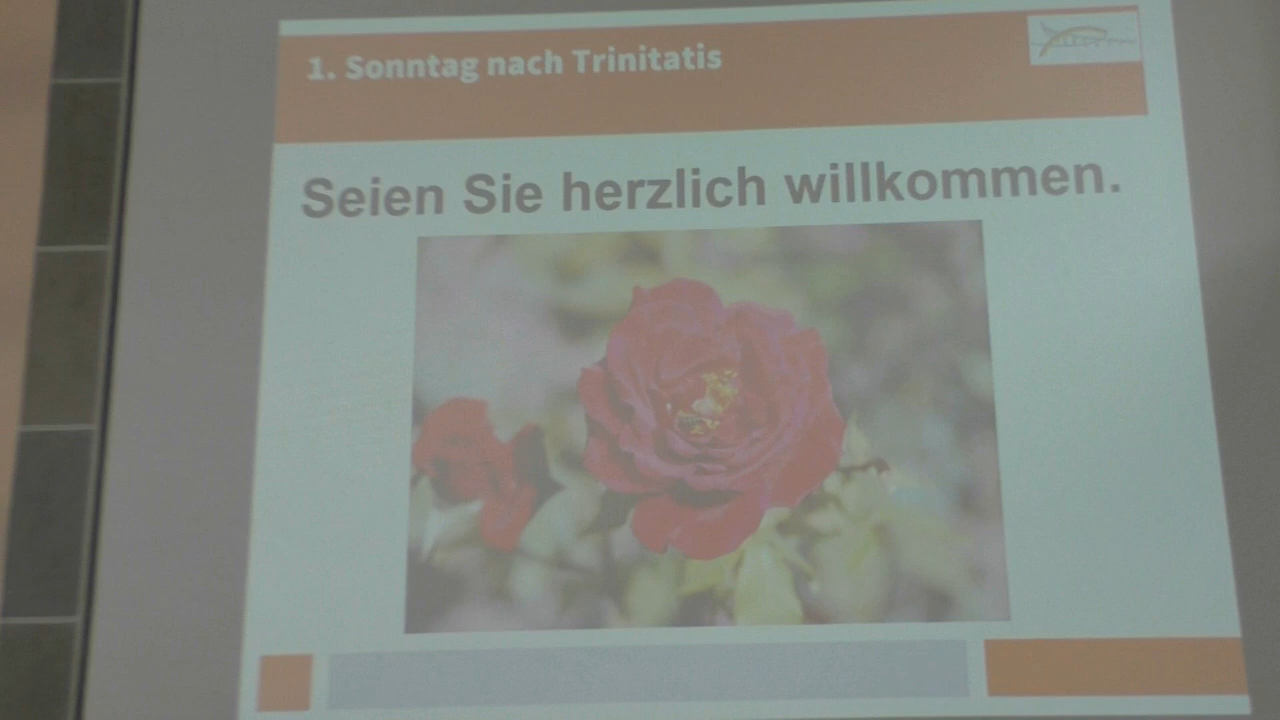 1. Sonntag nach Trinitatis
Seien Sie herzlich willkommen.